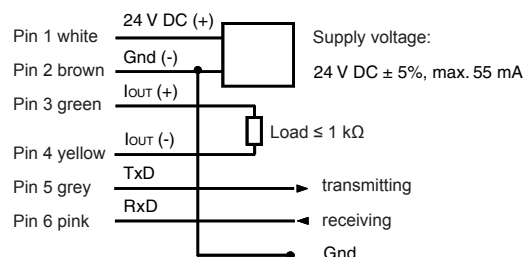 Pin 1 white 24 V DC (+) Supply voltage:
Pin 2 brown Gnd (-) 24 V DC ± 5%, max. 55 mA
Pin 3 green IOUT (+)
Load ≤ 1 kΩ
Pin 4 yellow IOUT (-)
Pin 5 grey TxD transmitting
Pin 6 pink RxD receiving
Gnd